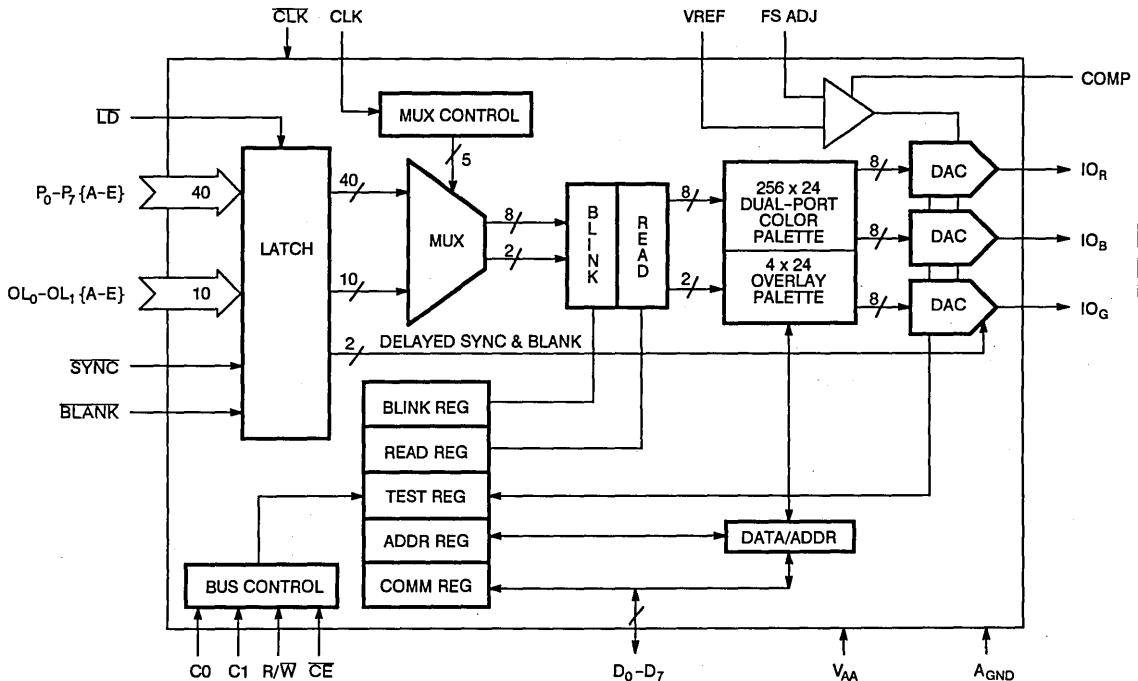 CLK CLK VREF FS ADJ
COMP
LD
MUX CONTROL
5
P0-P7 {A-E}
40
LATCH
40
MUX
8
2
BLINK
READ
8
2
256 x 24
DUAL-PORT
COLOR
PALETTE
4 x 24
OVERLAY
PALETTE
8
DAC
IOR
8
DAC
IOB
8
DAC
IOG
OL0-OL1 {A-E}
10
10
2
DELAYED SYNC & BLANK
SYNC
BLANK
BLINK REG
READ REG
TEST REG
ADDR REG
COMM REG
DATA/ADDR
BUS CONTROL
C0 C1 R/W CE D0-D7 VAA AGND